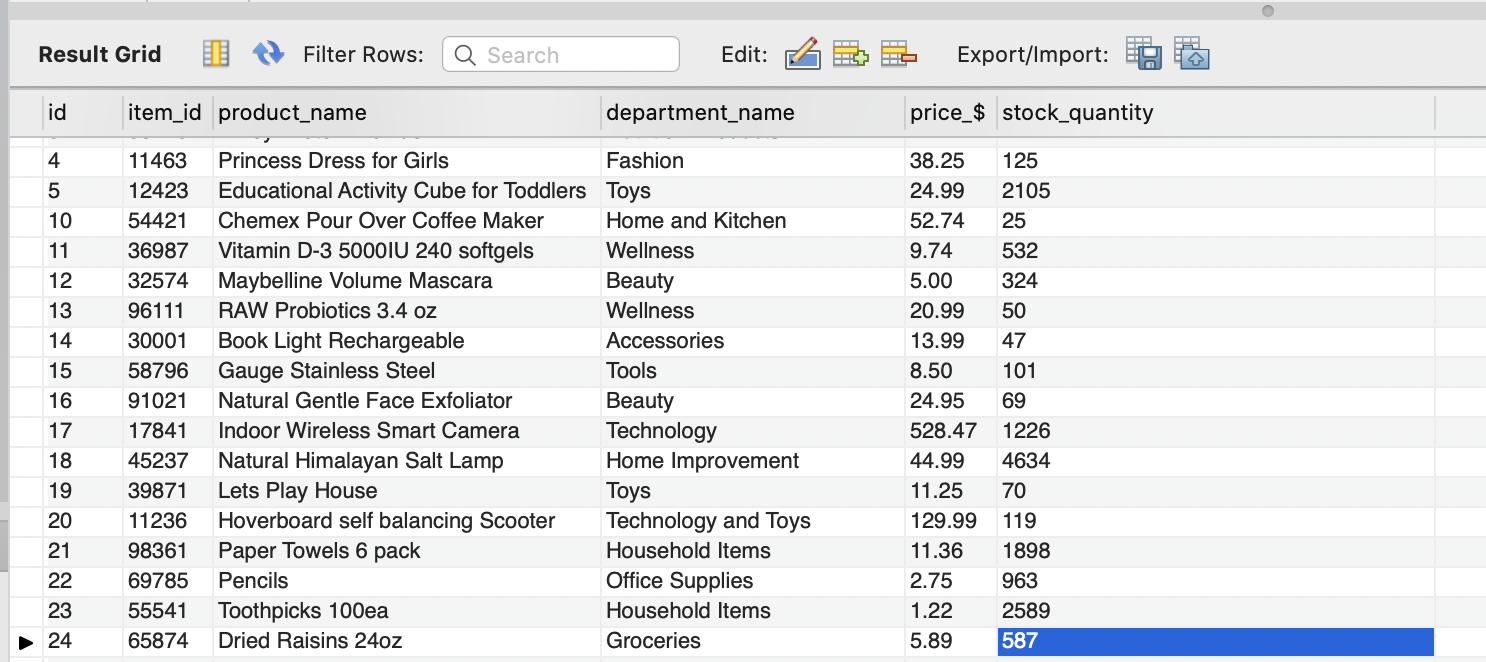 Result Grid Filter Rows: Search Edit: Export/Import:
id item_id product_name department_name price_$ stock_quantity
4 11463 Princess Dress for Girls Fashion 38.25 125
5 12423 Educational Activity Cube for Toddlers Toys 24.99 2105
10 54421 Chemex Pour Over Coffee Maker Home and Kitchen 52.74 25
11 36987 Vitamin D-3 5000IU 240 softgels Wellness 9.74 532
12 32574 Maybelline Volume Mascara Beauty 5.00 324
13 96111 RAW Probiotics 3.4 oz Wellness 20.99 50
14 30001 Book Light Rechargeable Accessories 13.99 47
15 58796 Gauge Stainless Steel Tools 8.50 101
16 91021 Natural Gentle Face Exfoliator Beauty 24.95 69
17 17841 Indoor Wireless Smart Camera Technology 528.47 1226
18 45237 Natural Himalayan Salt Lamp Home Improvement 44.99 4634
19 39871 Lets Play House Toys 11.25 70
20 11236 Hoverboard self balancing Scooter Technology and Toys 129.99 119
21 98361 Paper Towels 6 pack Household Items 11.36 1898
22 69785 Pencils Office Supplies 2.75 963
23 55541 Toothpicks 100ea Household Items 1.22 2589
24 65874 Dried Raisins 24oz Groceries 5.89 587